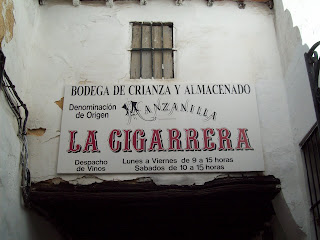 BODEGA DE CRIANZA Y ALMACENADO
Denominación de Origen
MANZANILLA
LA CIGARRERA
Despacho de Vinos
Lunes a Viernes de 9 a 15 horas
Sabados de 10 a 15 horas